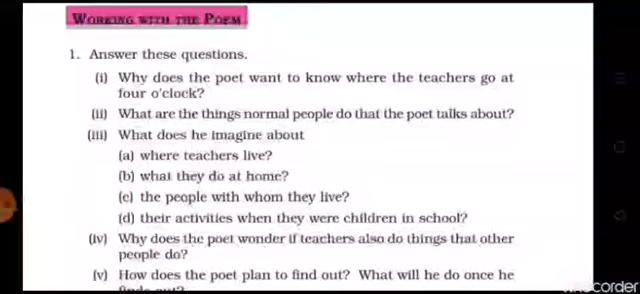 WORKING WITH THE POEM
1. Answer these questions.
(i) Why does the poet want to know where the teachers go at
four o'clock?
(ii) What are the things normal people do that the poet talks about?
(iii) What does he imagine about
(a) where teachers live?
(b) what they do at home?
(c) the people with whom they live?
(d) their activities when they were children in school?
(iv) Why does the poet wonder if teachers also do things that other
people do?
(v) How does the poet plan to find out? What will he do once he
finds out?
corder